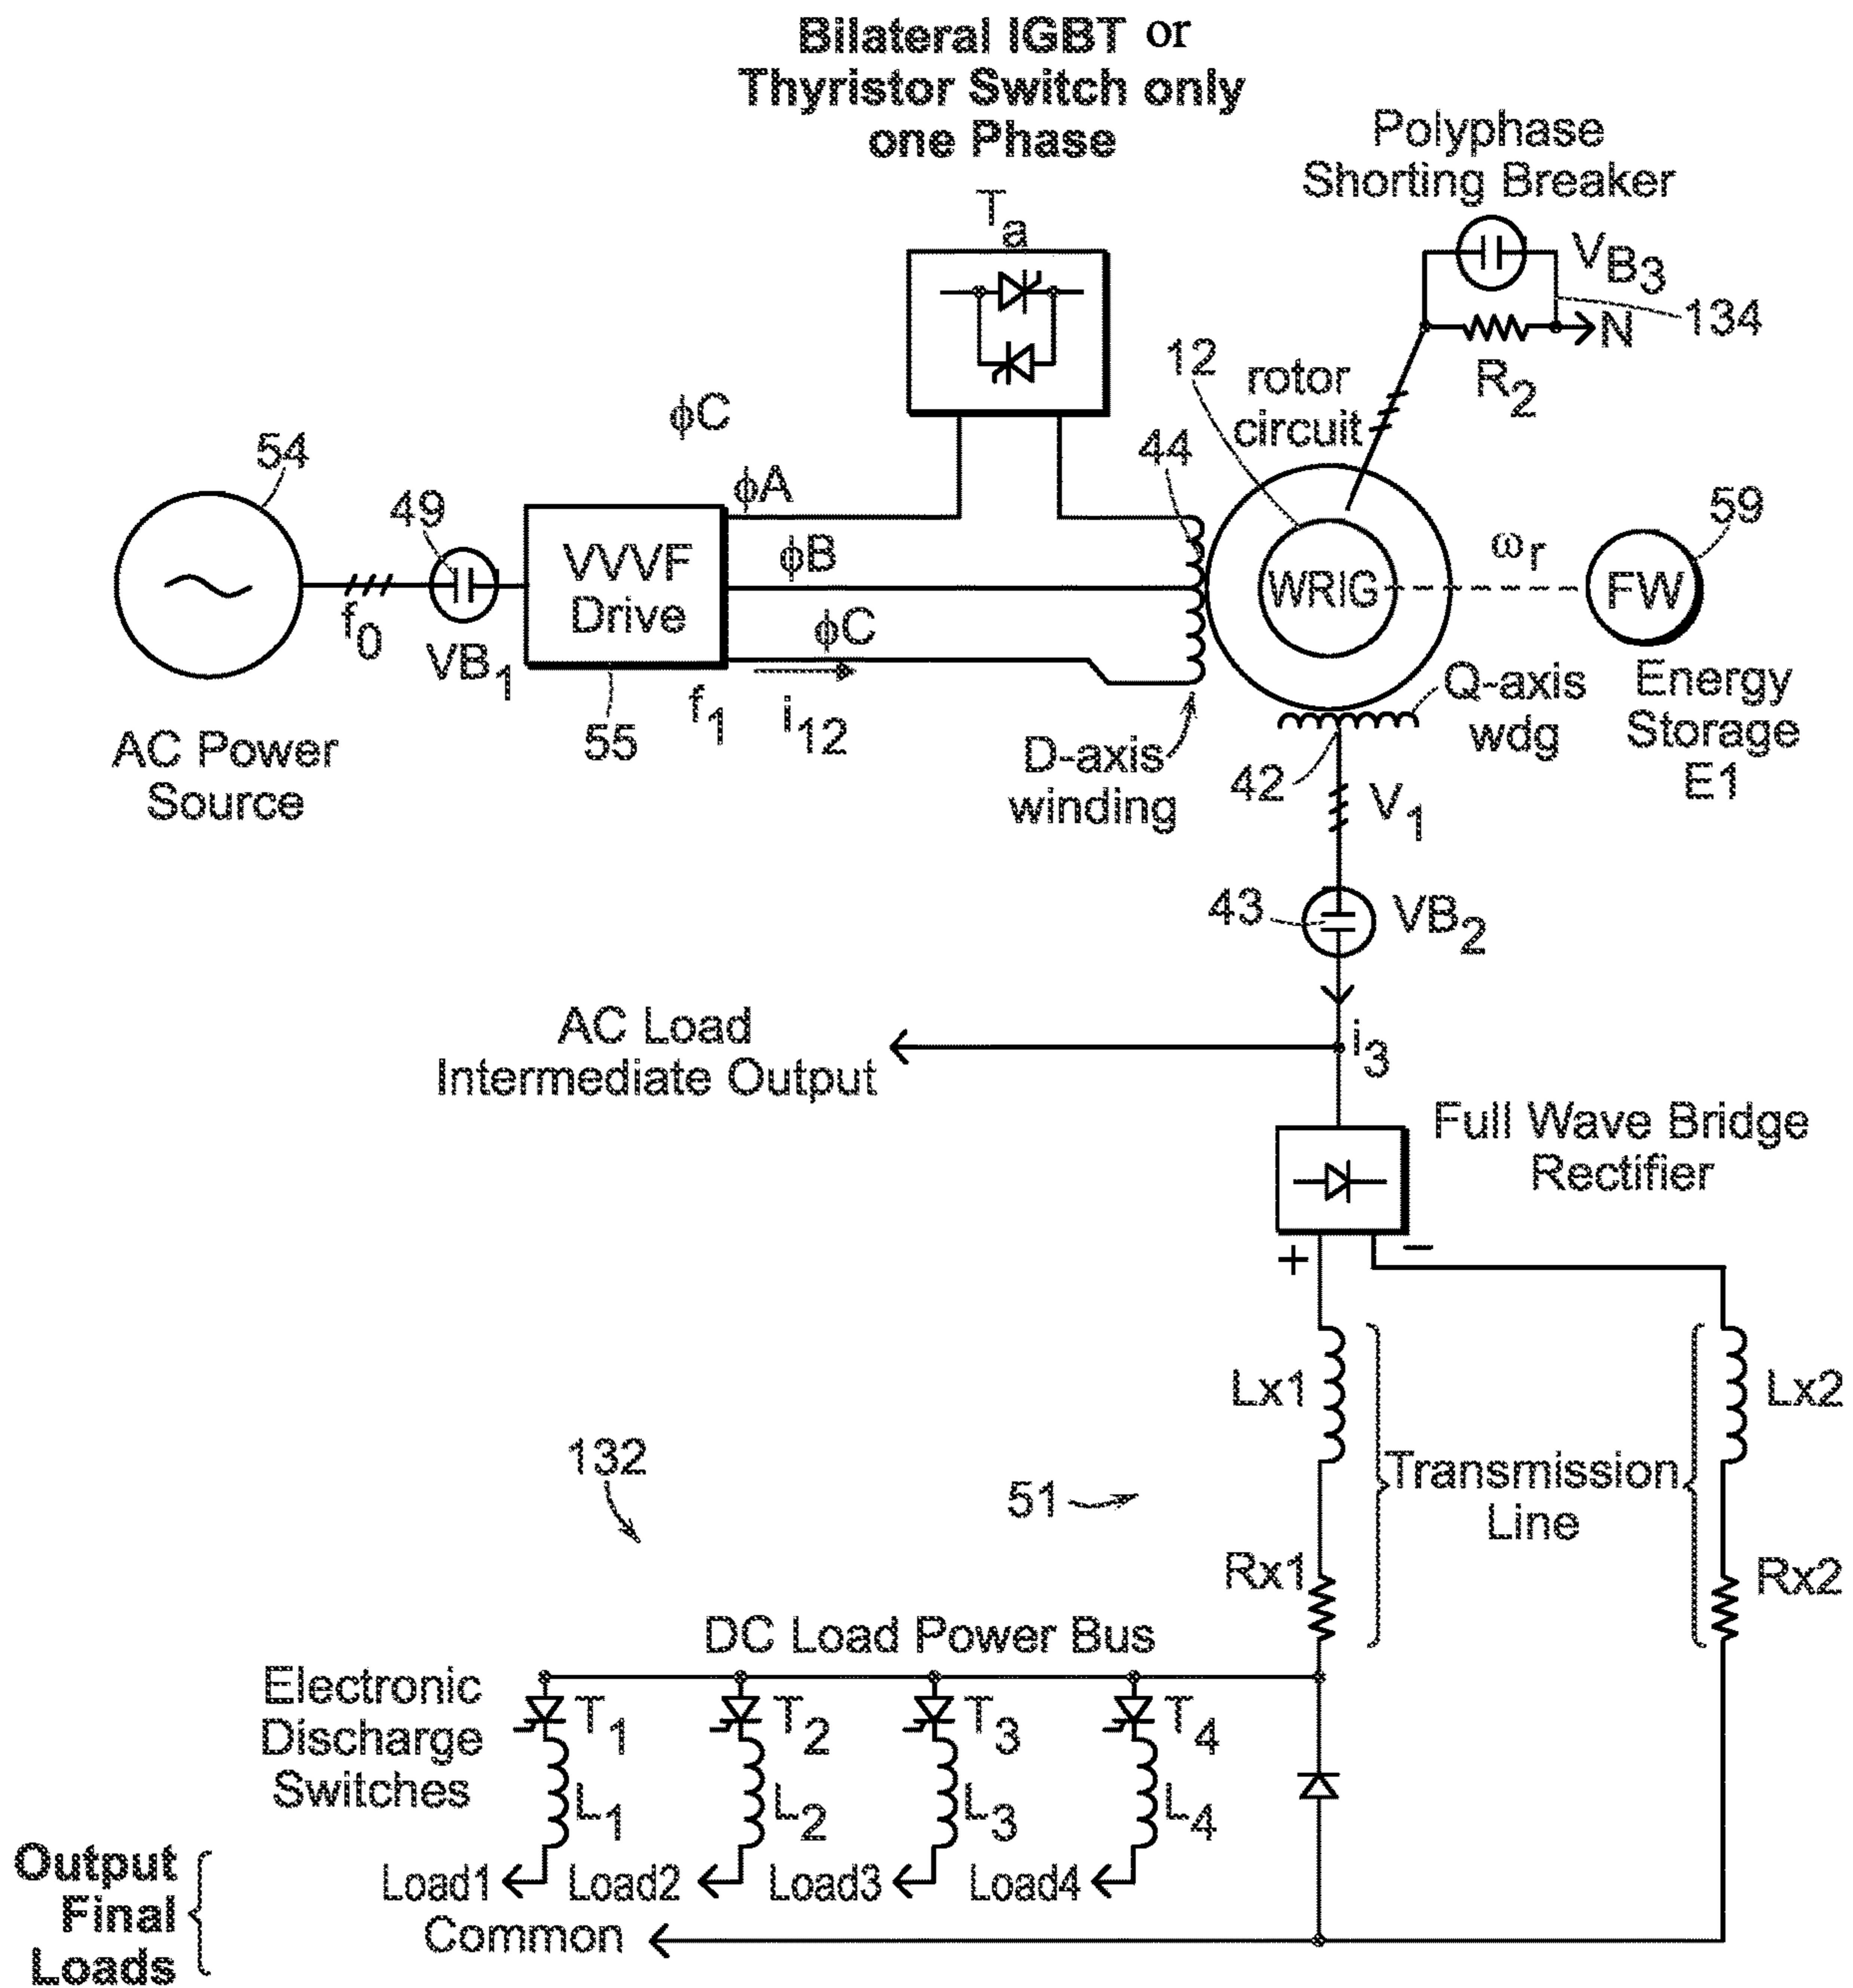 Bilateral IGBT or
Thyristor Switch only
one Phase
Ta
Polyphase
Shorting Breaker
VB3
134
N
R2
12
rotor
circuit
44
ϕC
ϕA
ϕB
ϕC
54
49
f0
VB1
VVVF
Drive
55
f1
i12
AC Power
Source
WRIG
ωr
59
FW
Energy
Storage
E1
Q-axis
wdg
D-axis
winding
42
V1
43
VB2
AC Load
Intermediate Output
i3
Full Wave Bridge
Rectifier
+
−
Lx1
Lx2
Transmission
Line
132
51
Rx1
Rx2
DC Load Power Bus
Electronic
Discharge
Switches
T1
T2
T3
T4
L1
L2
L3
L4
Output
Final
Loads
Load1
Load2
Load3
Load4
Common